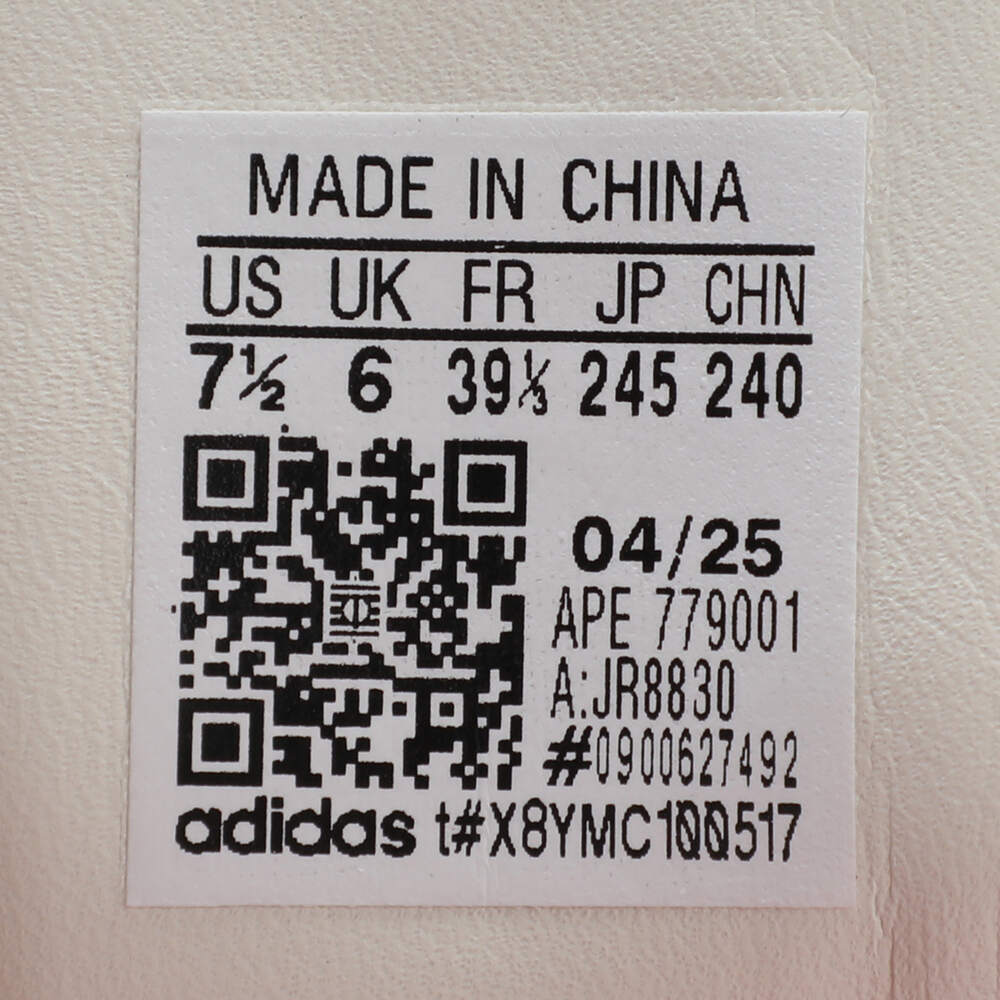 MADE IN CHINA
US UK FR JP CHN
7½ 6 39⅓ 245 240
04/25
APE 779001
A:JR8830
#0900627492
adidas t#X8YMC100517